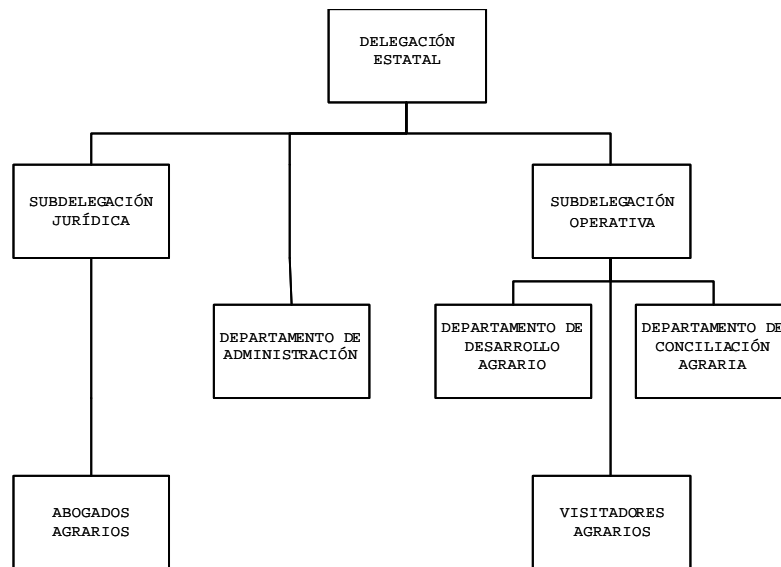 DELEGACIÓN
ESTATAL
SUBDELEGACIÓN
JURÍDICA
SUBDELEGACIÓN
OPERATIVA
DEPARTAMENTO DE
ADMINISTRACIÓN
DEPARTAMENTO DE
DESARROLLO
AGRARIO
DEPARTAMENTO DE
CONCILIACIÓN
AGRARIA
ABOGADOS
AGRARIOS
VISITADORES
AGRARIOS